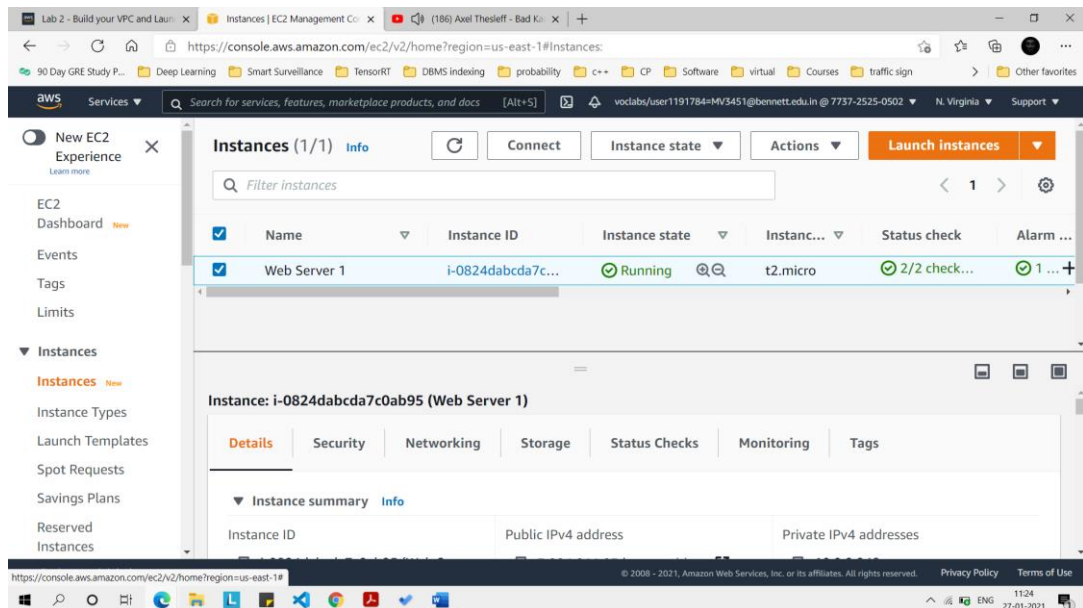 Lab 2 - Build your VPC and Laun
Instances | EC2 Management Co
(186) Axel Thesleff - Bad Ka
https://console.aws.amazon.com/ec2/v2/home?region=us-east-1#Instances:
90 Day GRE Study P...
Deep Learning
Smart Surveillance
TensorRT
DBMS indexing
probability
c++
CP
Software
virtual
Courses
traffic sign
Other favorites
aws
Services
Search for services, features, marketplace products, and docs
[Alt+S]
voclabs/user1191784=MV3451@bennett.edu.in @ 7737-2525-0502
N. Virginia
Support
New EC2
Experience
Learn more
EC2
Dashboard New
Events
Tags
Limits
Instances
Instances New
Instance Types
Launch Templates
Spot Requests
Savings Plans
Reserved
Instances
Instances (1/1) Info
Connect
Instance state
Actions
Launch instances
Filter instances
1
Name
Instance ID
Instance state
Instanc...
Status check
Alarm ...
Web Server 1
i-0824dabcda7c...
Running
t2.micro
2/2 check...
1 ...
Instance: i-0824dabcda7c0ab95 (Web Server 1)
Details
Security
Networking
Storage
Status Checks
Monitoring
Tags
Instance summary Info
Instance ID
Public IPv4 address
Private IPv4 addresses
https://console.aws.amazon.com/ec2/v2/home?region=us-east-1#
© 2008 - 2021, Amazon Web Services, Inc. or its affiliates. All rights reserved.
Privacy Policy
Terms of Use
ENG
11:24
27-01-2021